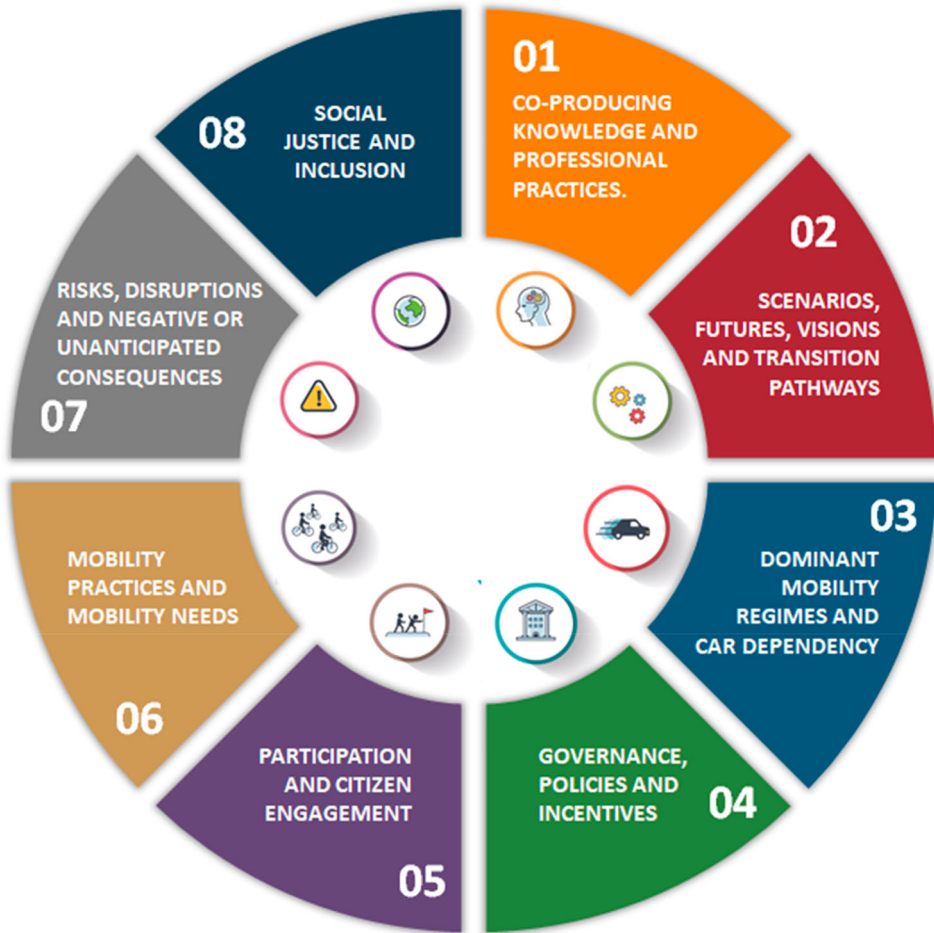 01
CO-PRODUCING
KNOWLEDGE AND
PROFESSIONAL
PRACTICES.
02
SCENARIOS,
FUTURES, VISIONS
AND TRANSITION
PATHWAYS
03
DOMINANT
MOBILITY
REGIMES AND
CAR DEPENDENCY
GOVERNANCE,
POLICIES AND
INCENTIVES
04
PARTICIPATION
AND CITIZEN
ENGAGEMENT
05
MOBILITY
PRACTICES AND
MOBILITY NEEDS
06
RISKS, DISRUPTIONS
AND NEGATIVE OR
UNANTICIPATED
CONSEQUENCES
07
08
SOCIAL
JUSTICE AND
INCLUSION